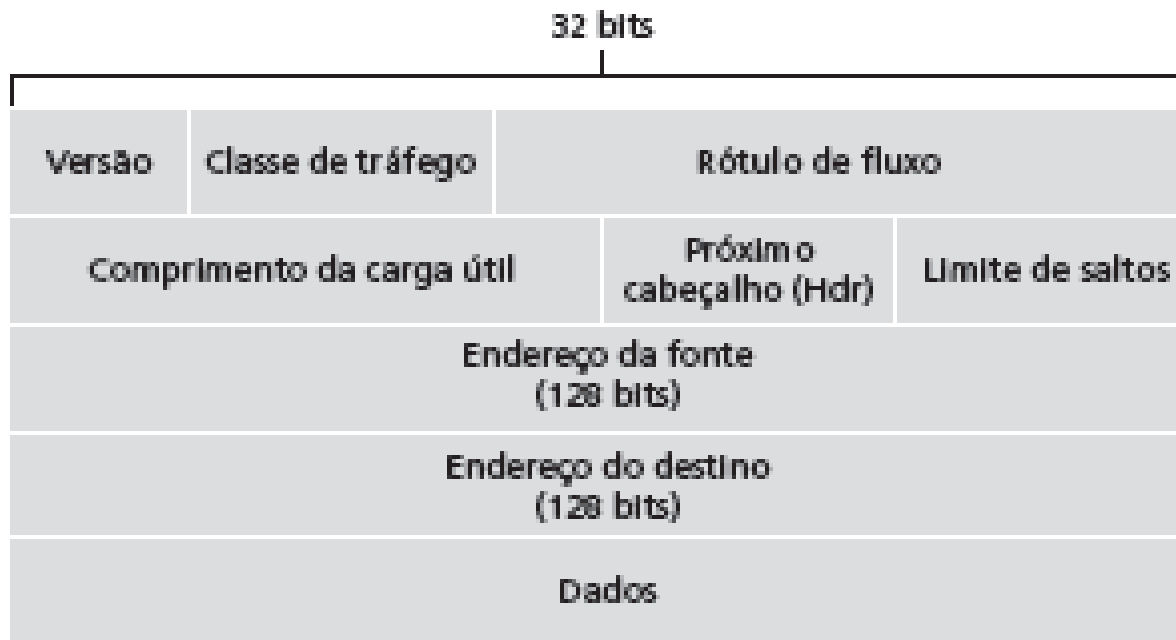 32 bits
Versão
Classe de tráfego
Rótulo de fluxo
Comprimento da carga útil
Próximo
cabeçalho (Hdr)
Limite de saltos
Endereço da fonte
(128 bits)
Endereço do destino
(128 bits)
Dados